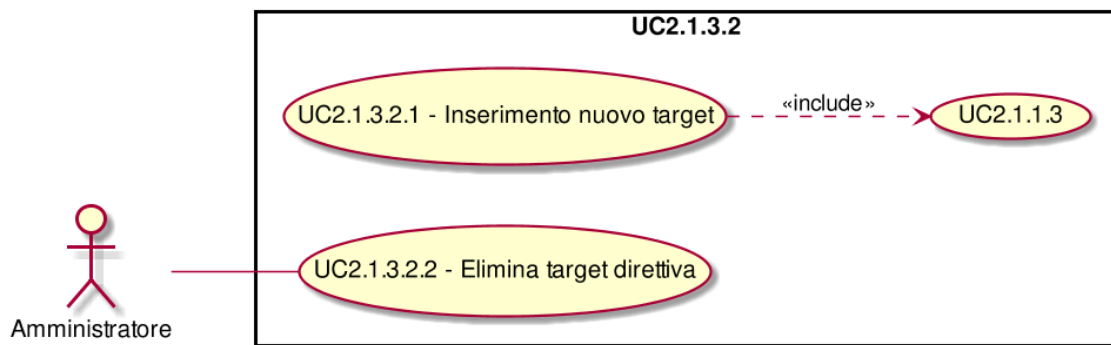 UC2.1.3.2
UC2.1.3.2.1 - Inserimento nuovo target
«include»
UC2.1.1.3
UC2.1.3.2.2 - Elimina target direttiva
Amministratore